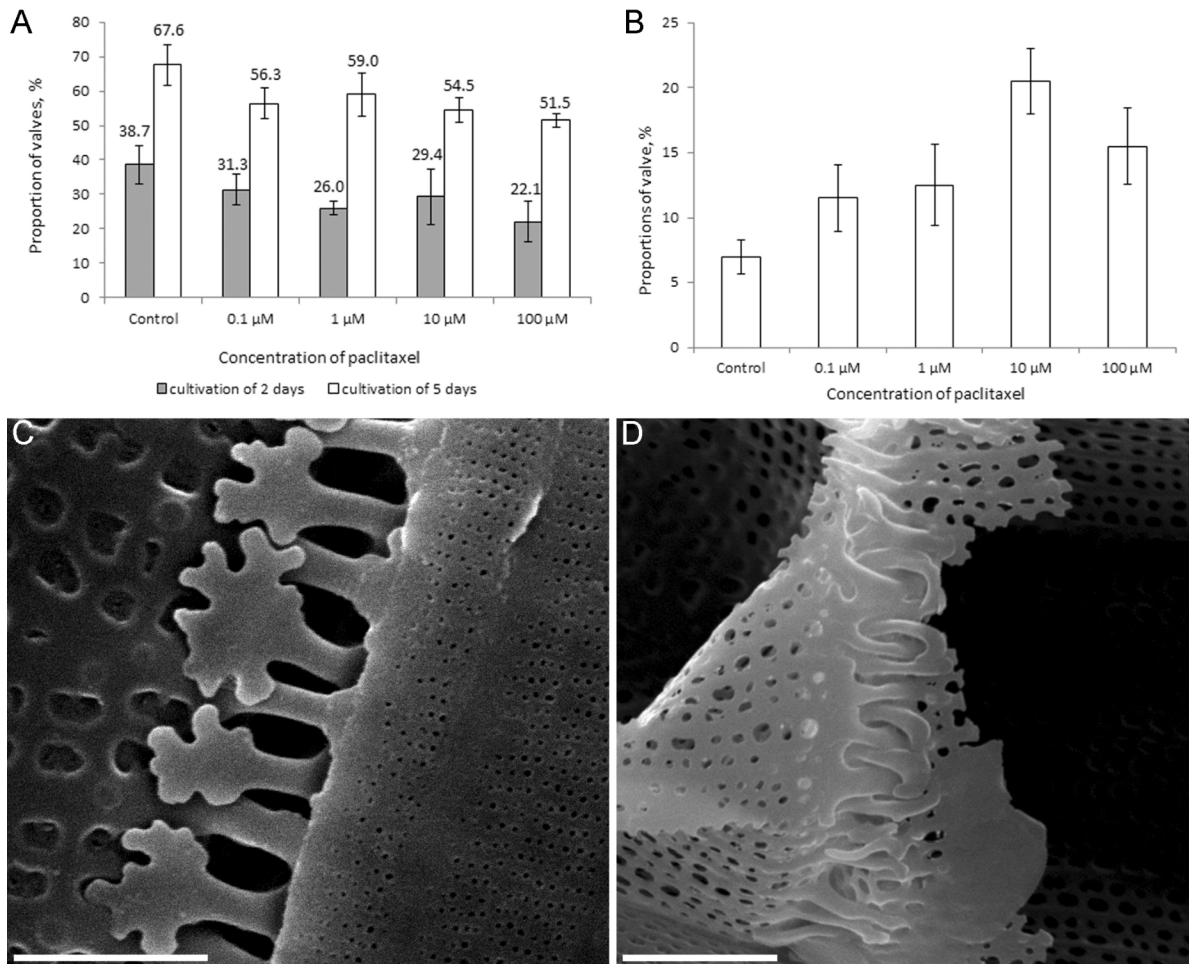 A
80
70
60
50
40
30
20
10
0
Proportion of valves, %
38.7
67.6
31.3
56.3
26.0
59.0
29.4
54.5
22.1
51.5
Control
0.1 µM
1 µM
10 µM
100 µM
Concentration of paclitaxel
cultivation of 2 days
cultivation of 5 days
B
25
20
15
10
5
0
Proportions of valve, %
Control
0.1 µM
1 µM
10 µM
100 µM
Concentration of paclitaxel
C
D